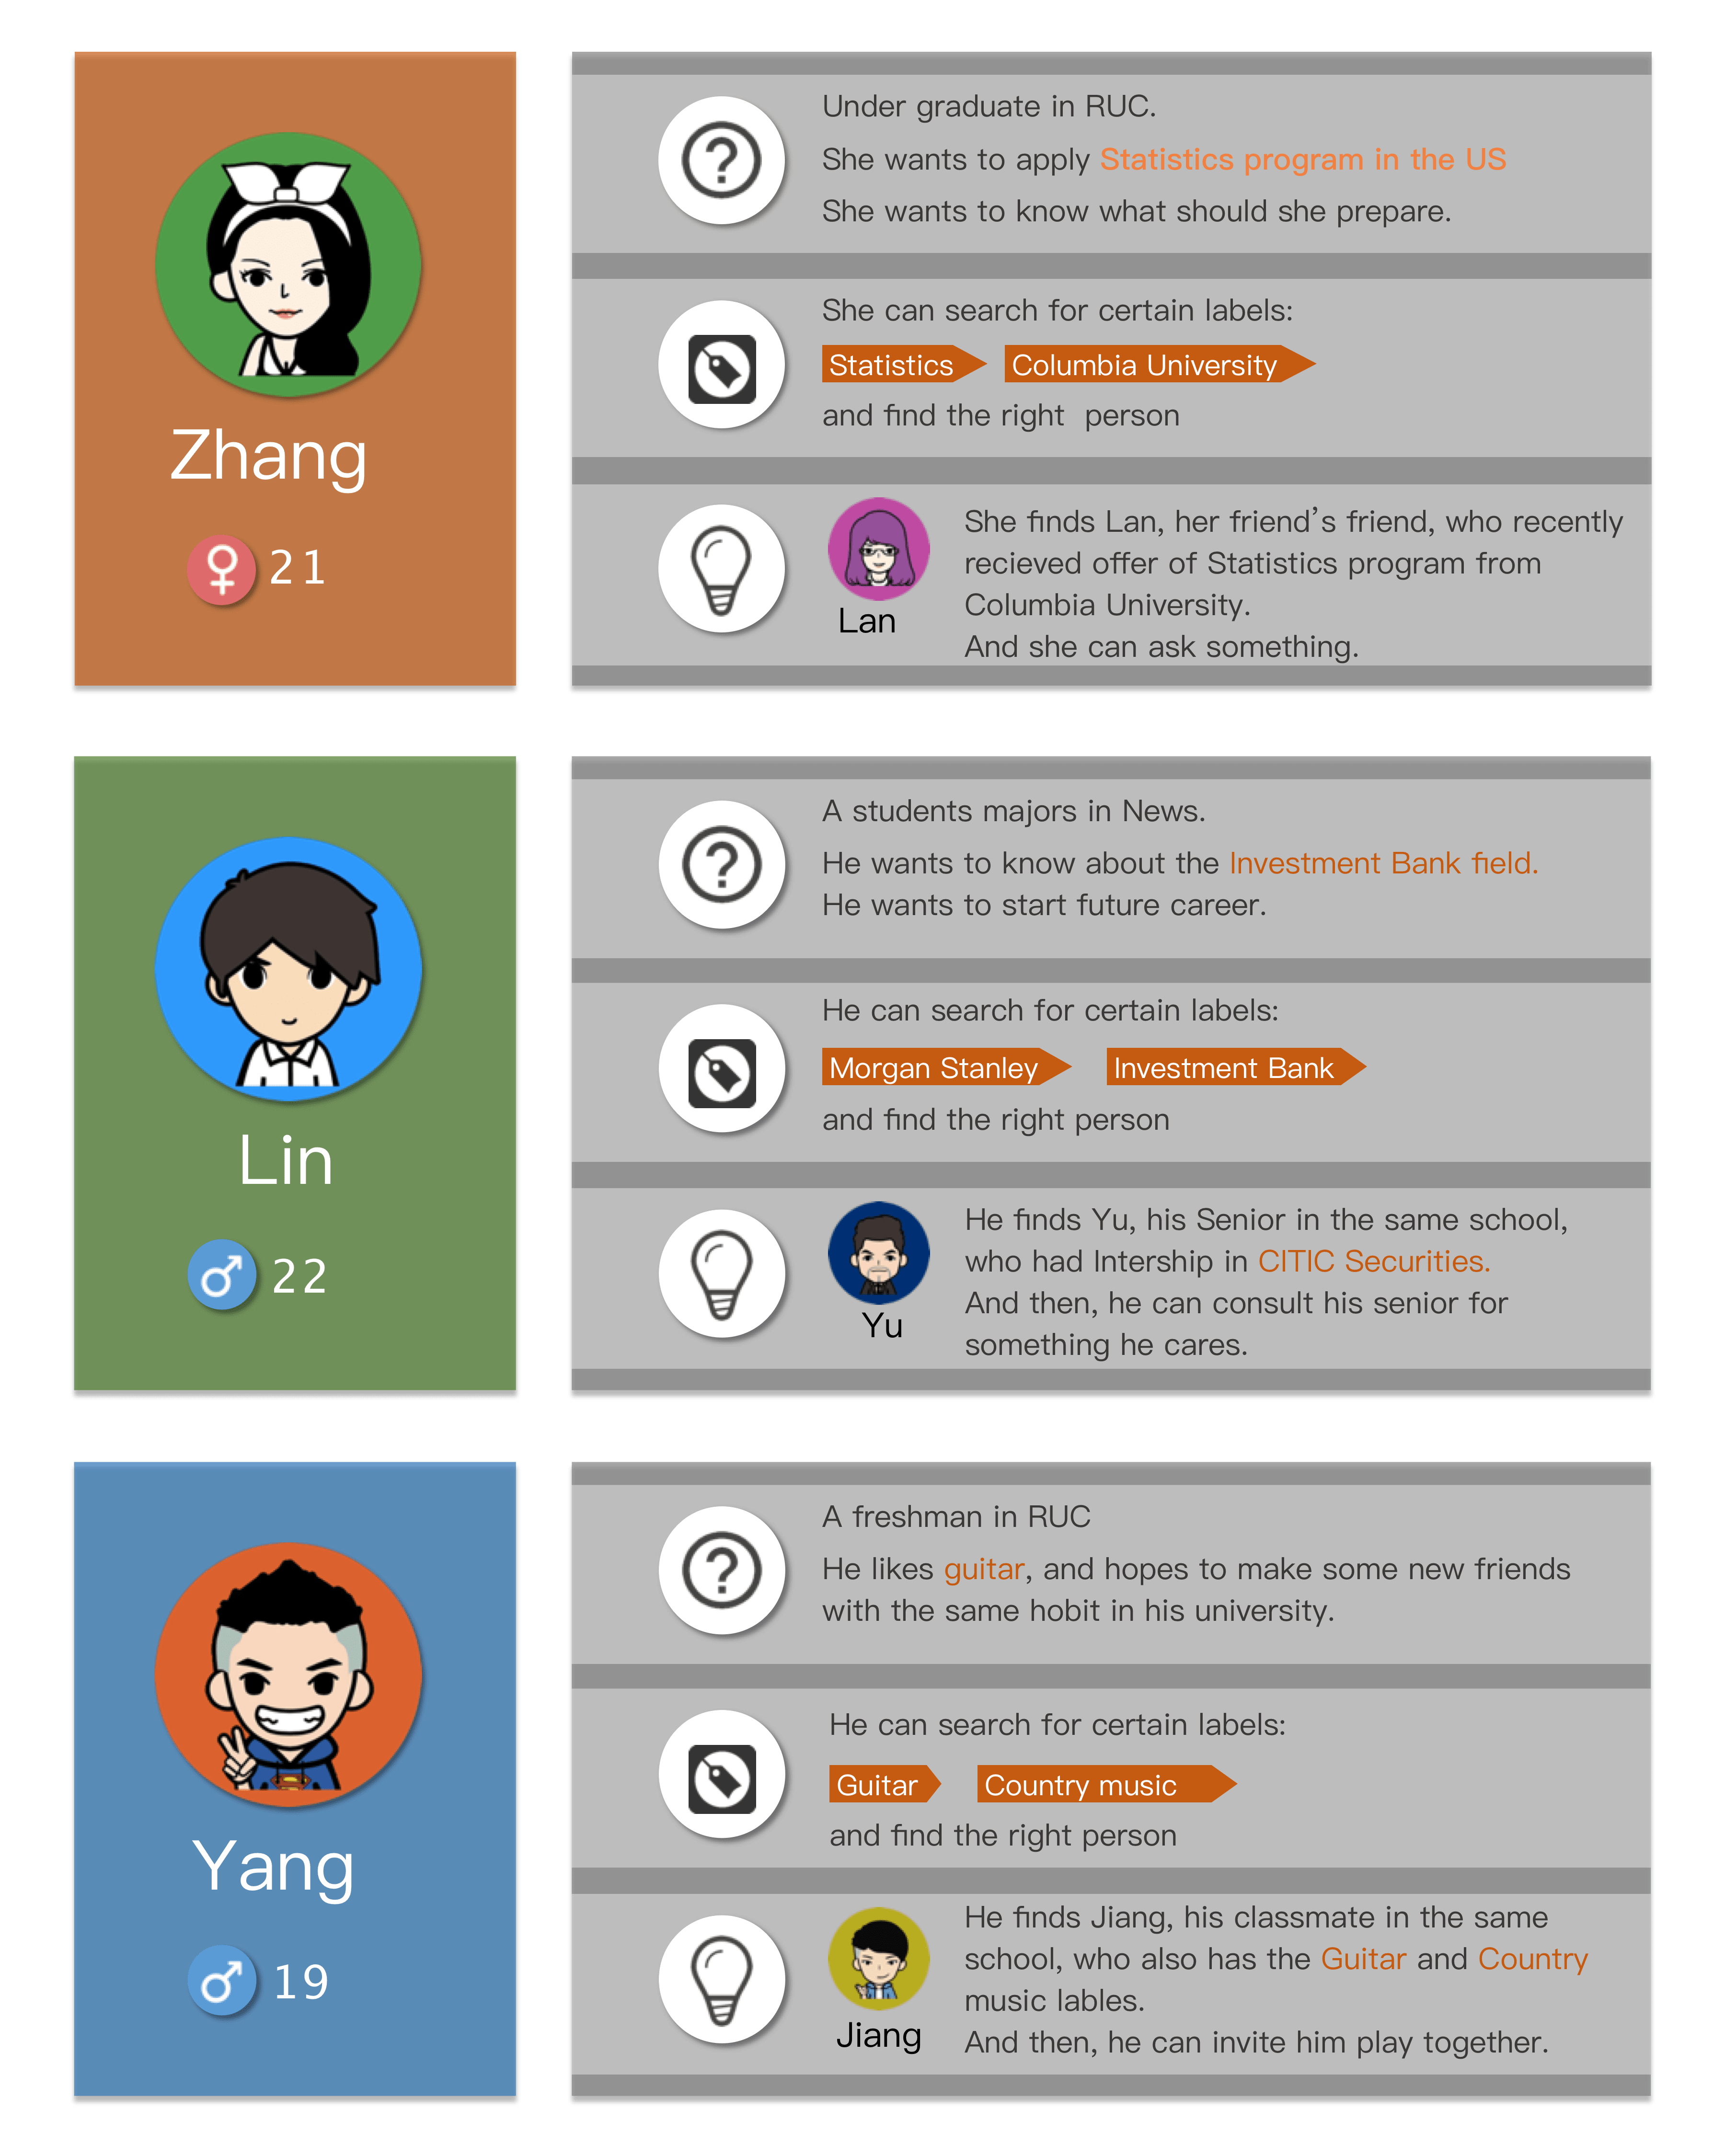 Zhang
21
Under graduate in RUC.
She wants to apply Statistics program in the US
She wants to know what should she prepare.
She can search for certain labels:
Statistics Columbia University
and find the right person
Lan
She finds Lan, her friend's friend, who recently
recieved offer of Statistics program from
Columbia University.
And she can ask something.
Lin
22
A students majors in News.
He wants to know about the Investment Bank field.
He wants to start future career.
He can search for certain labels:
Morgan Stanley Investment Bank
and find the right person
Yu
He finds Yu, his Senior in the same school,
who had Intership in CITIC Securities.
And then, he can consult his senior for
something he cares.
Yang
19
A freshman in RUC
He likes guitar, and hopes to make some new friends
with the same hobit in his university.
He can search for certain labels:
Guitar Country music
and find the right person
Jiang
He finds Jiang, his classmate in the same
school, who also has the Guitar and Country
music lables.
And then, he can invite him play together.